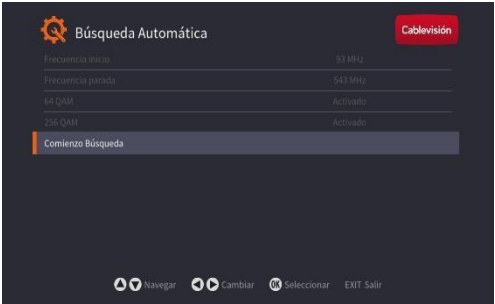 Búsqueda Automática
Cablevisión
Frecuencia inicio 93 MHz
Frecuencia parada 543 MHz
64 QAM Activado
256 QAM Activado
Comienzo Búsqueda
Navegar Cambiar OK Seleccionar EXIT Salir